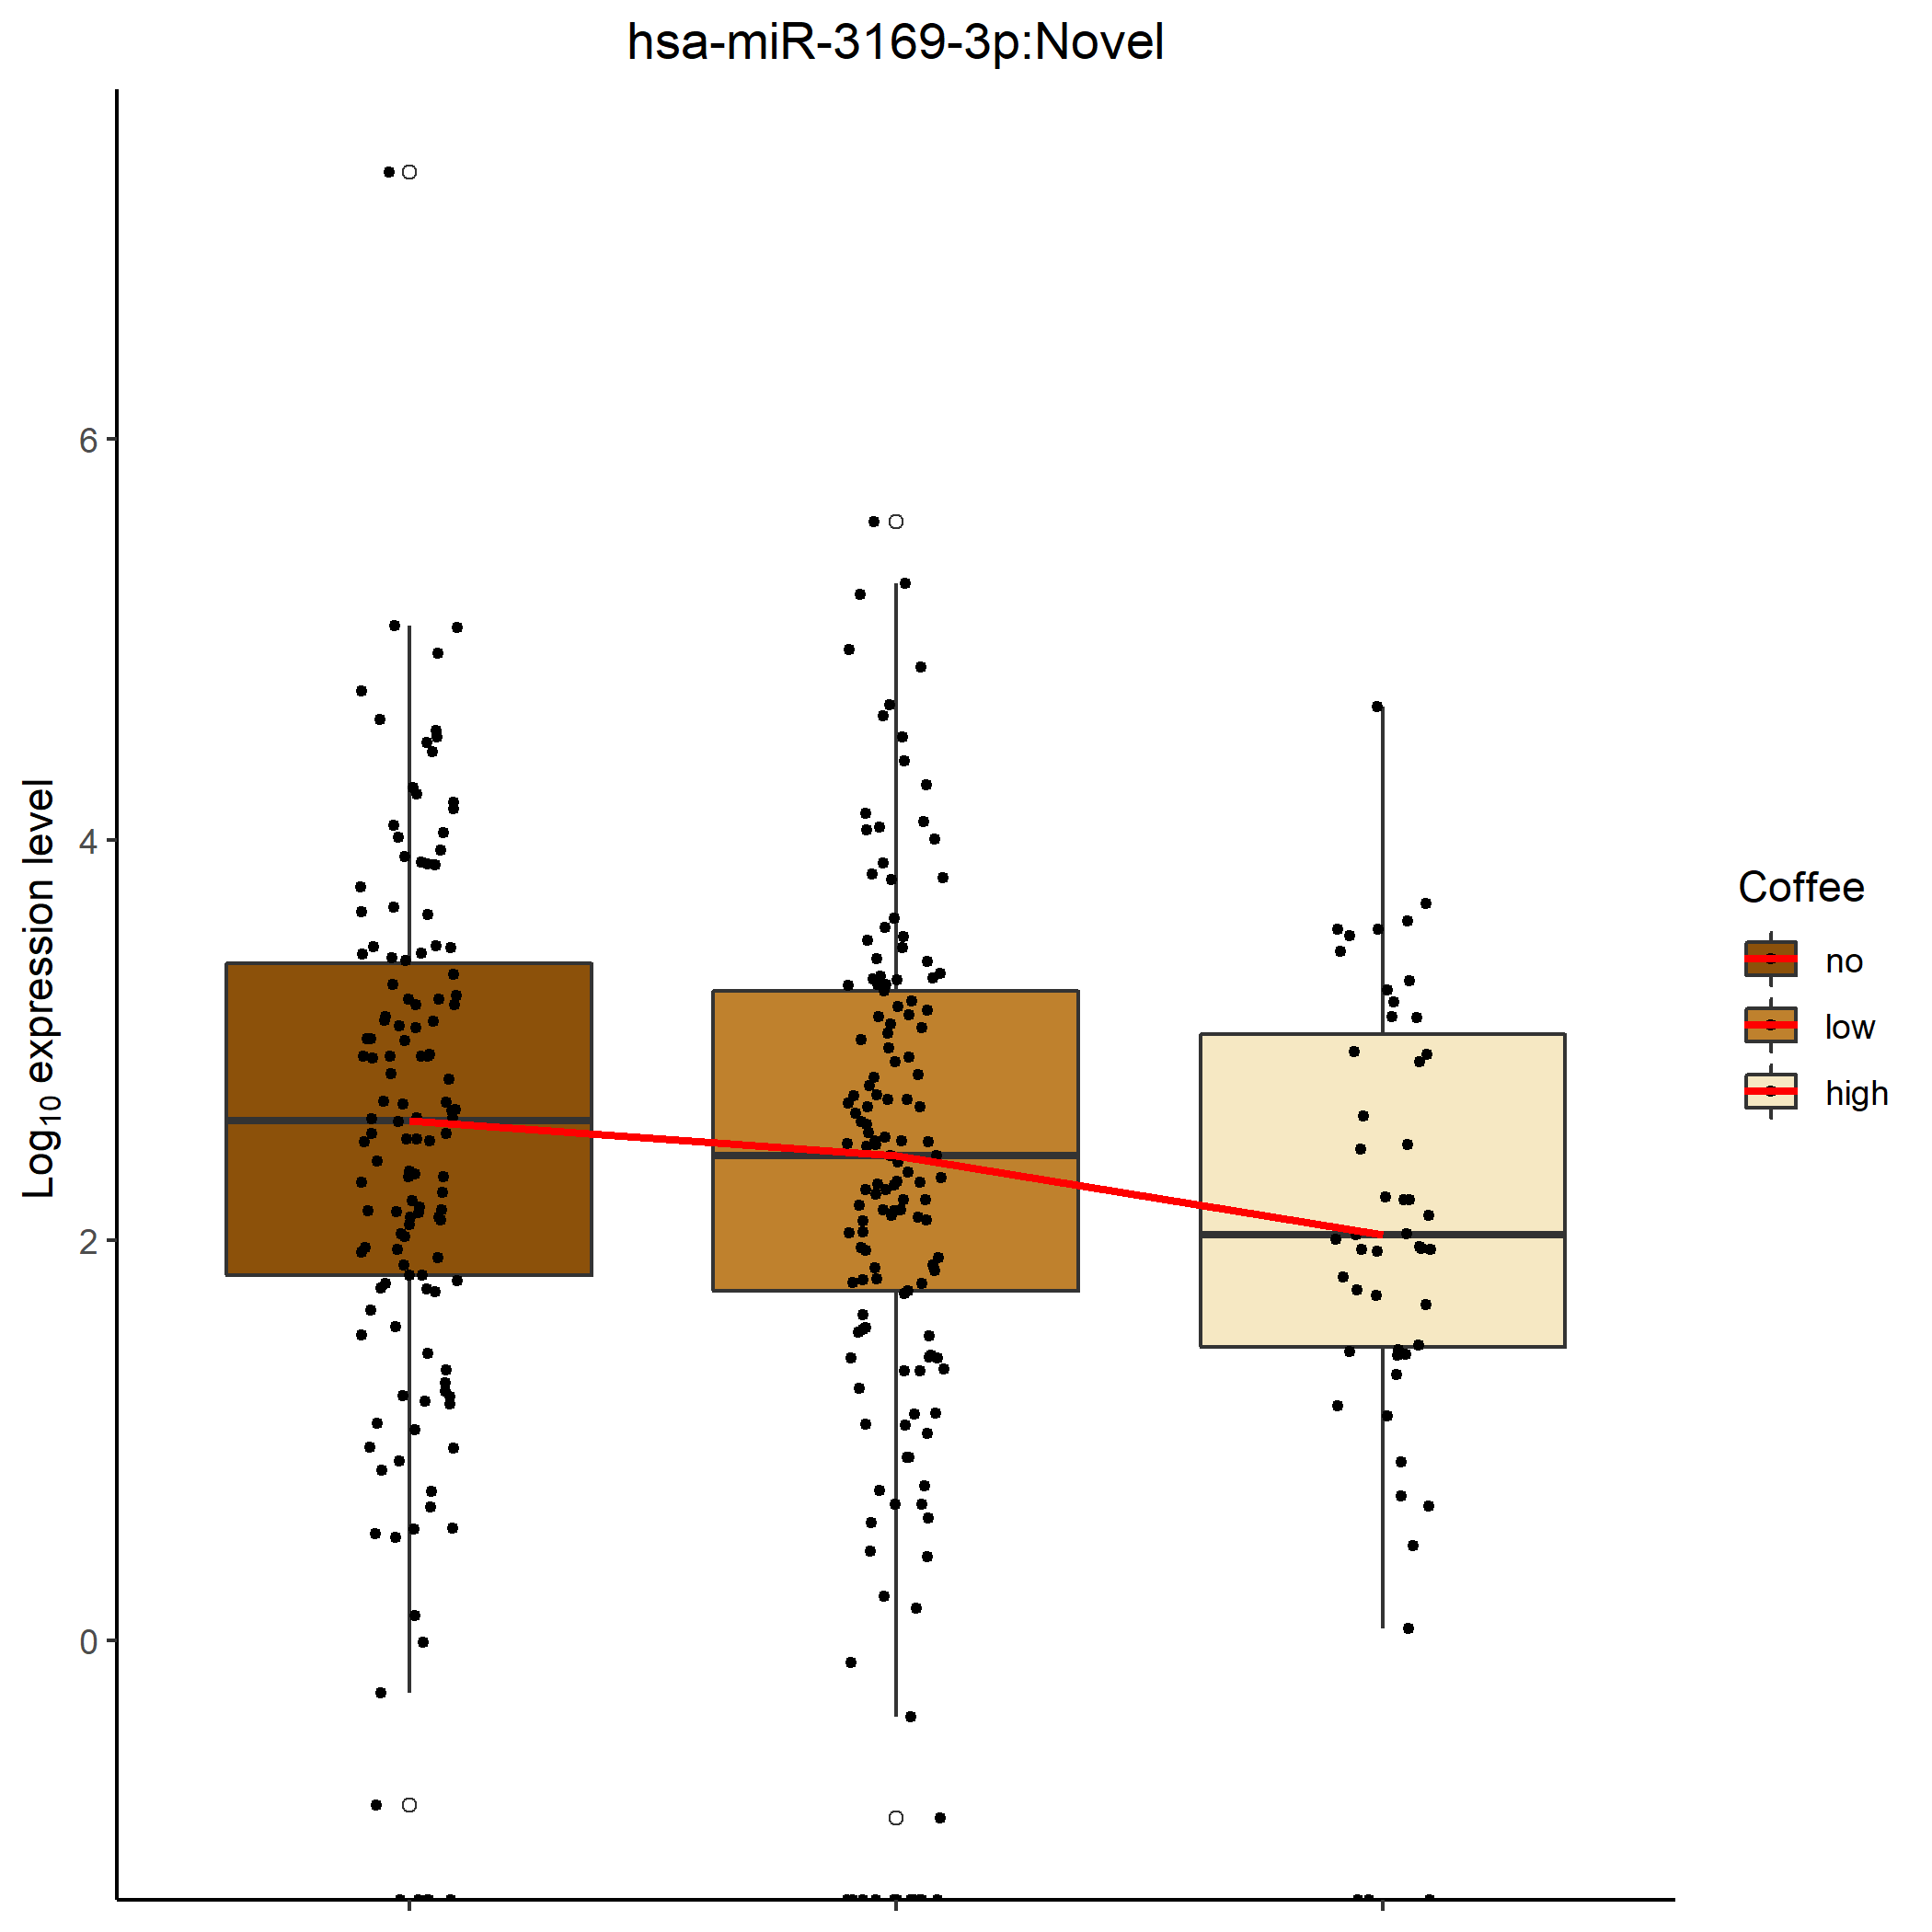 hsa-miR-3169-3p:Novel
Log10 expression level
6
4
2
0
Coffee
no
low
high